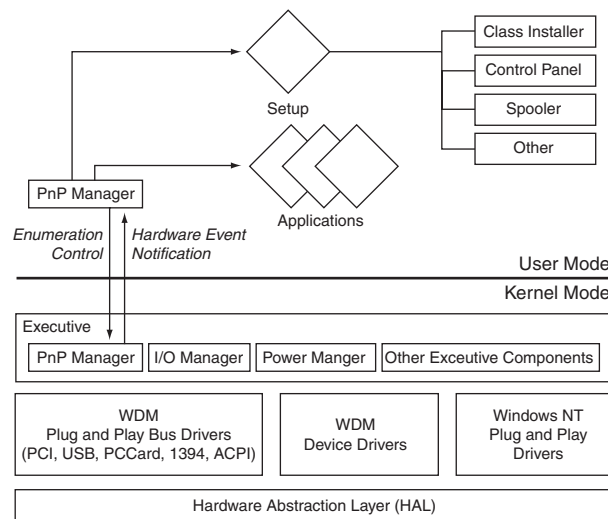 Class Installer
Control Panel
Setup
Spooler
Other
PnP Manager
Applications
Enumeration
Control
Hardware Event
Notification
User Mode
Kernel Mode
Executive
PnP Manager
I/O Manager
Power Manger
Other Excecutive Components
WDM
Plug and Play Bus Drivers
(PCI, USB, PCCard, 1394, ACPI)
WDM
Device Drivers
Windows NT
Plug and Play
Drivers
Hardware Abstraction Layer (HAL)